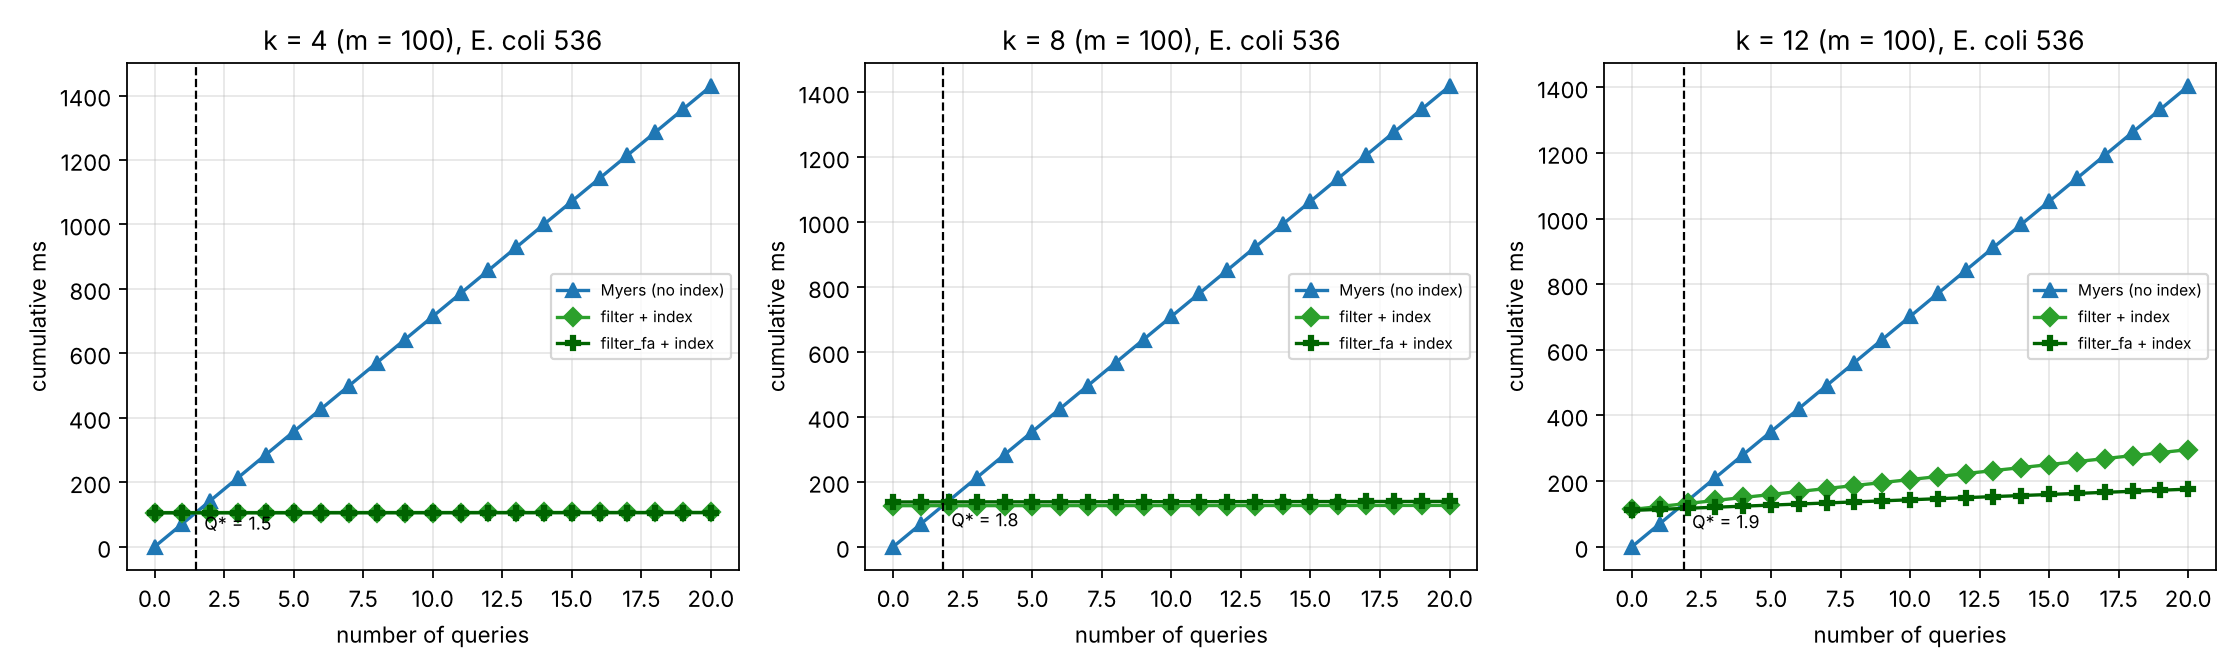 k = 4 (m = 100), E. coli 536
cumulative ms
1400
1200
1000
800
600
400
200
0
Myers (no index)
filter + index
filter_fa + index
Q* = 1.5
0.0 2.5 5.0 7.5 10.0 12.5 15.0 17.5 20.0
number of queries
k = 8 (m = 100), E. coli 536
cumulative ms
1400
1200
1000
800
600
400
200
0
Myers (no index)
filter + index
filter_fa + index
Q* = 1.8
0.0 2.5 5.0 7.5 10.0 12.5 15.0 17.5 20.0
number of queries
k = 12 (m = 100), E. coli 536
cumulative ms
1400
1200
1000
800
600
400
200
0
Myers (no index)
filter + index
filter_fa + index
Q* = 1.9
0.0 2.5 5.0 7.5 10.0 12.5 15.0 17.5 20.0
number of queries